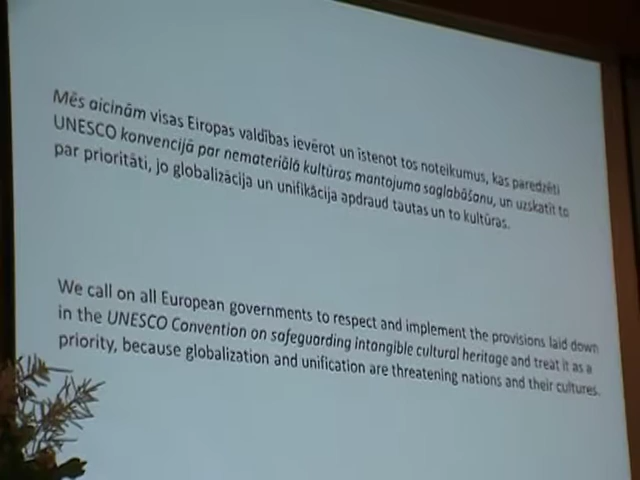 Mēs aicinām visas Eiropas valdības ievērot un īstenot tos noteikumus, kas paredzēti
UNESCO konvencijā par nemateriālā kultūras mantojuma saglabāšanu, un uzskatīt to
par prioritāti, jo globalizācija un unifikācija apdraud tautas un to kultūras.
We call on all European governments to respect and implement the provisions laid down
in the UNESCO Convention on safeguarding intangible cultural heritage and treat it as a
priority, because globalization and unification are threatening nations and their cultures.